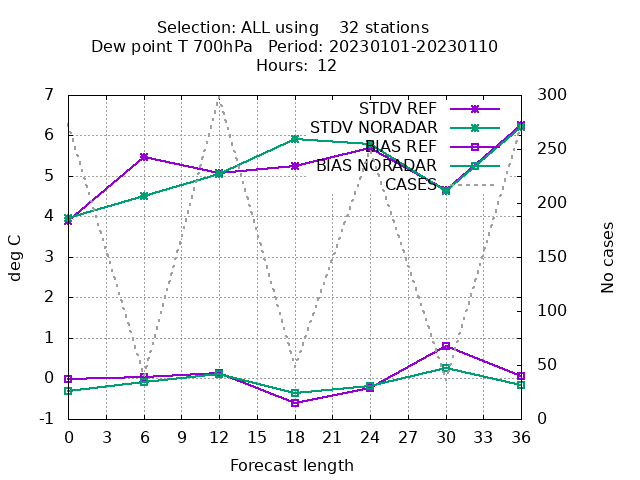 Selection: ALL using    32 stations
Dew point T 700hPa   Period: 20230101-20230110
Hours: 12
STDV REF
STDV NORADAR
BIAS REF
BIAS NORADAR
CASES
7
6
5
4
3
2
1
0
-1
deg C
300
250
200
150
100
50
0
No cases
0 3 6 9 12 15 18 21 24 27 30 33 36
Forecast length